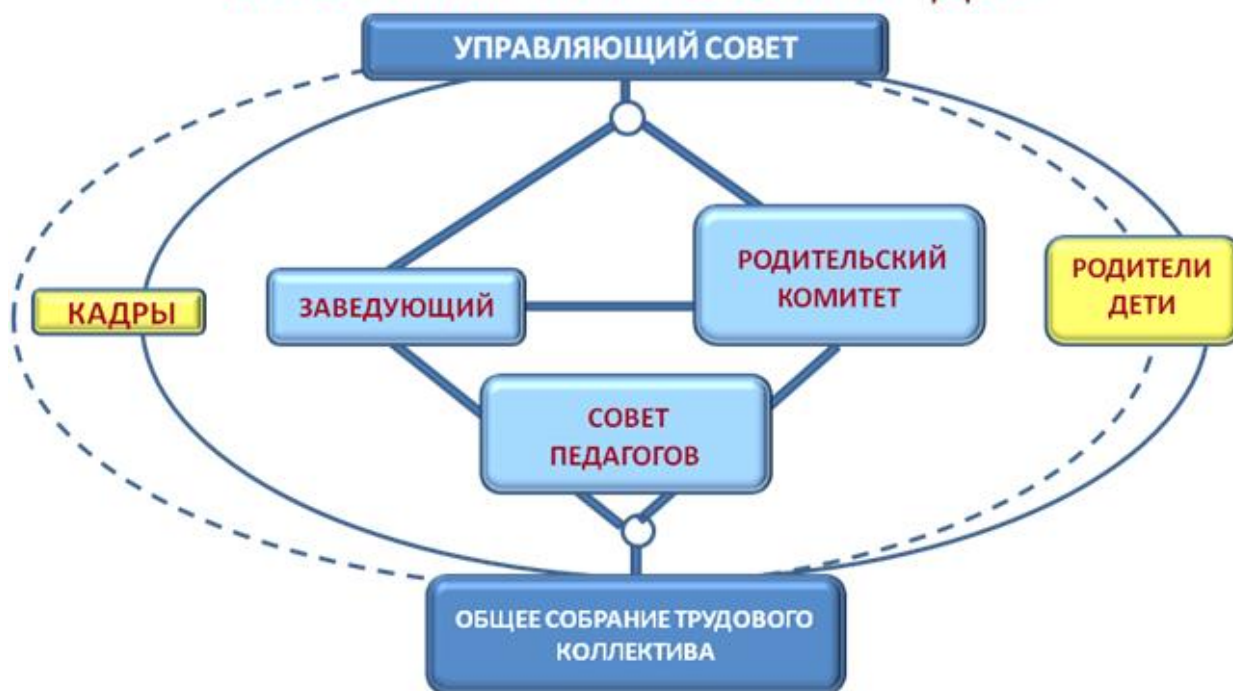 УПРАВЛЯЮЩИЙ СОВЕТ
РОДИТЕЛЬСКИЙ
КОМИТЕТ
РОДИТЕЛИ
ДЕТИ
КАДРЫ
ЗАВЕДУЮЩИЙ
СОВЕТ
ПЕДАГОГОВ
ОБЩЕЕ СОБРАНИЕ ТРУДОВОГО
КОЛЛЕКТИВА